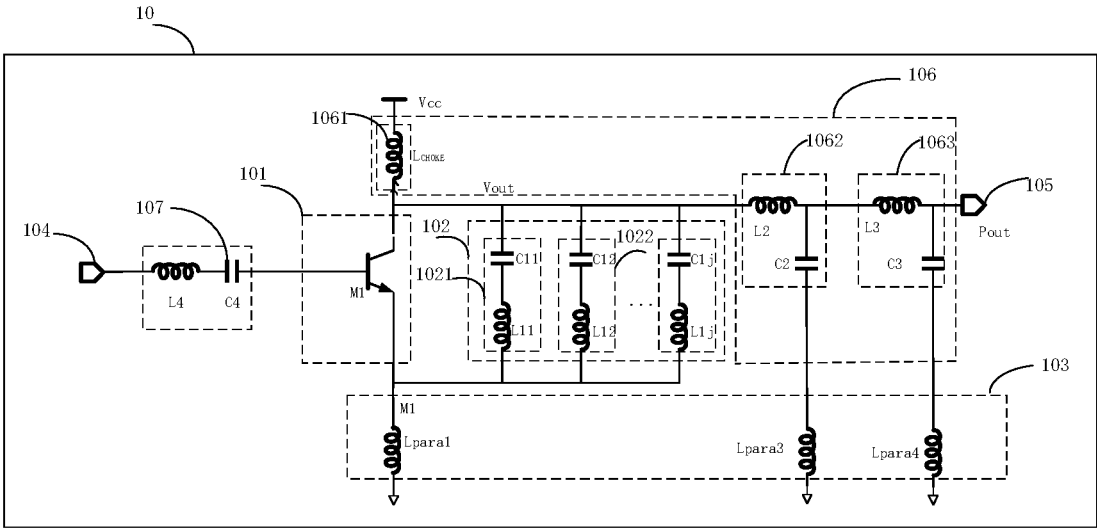 10
106
Vcc
1061
LCHOKE
1062
1063
101
Vout
105
107
102
1022
104
L2
L3
Pout
C11
C12
C1j
C2
C3
1021
M1
L4
C4
...
L11
L12
L1j
103
M1
Lpara1
Lpara3
Lpara4